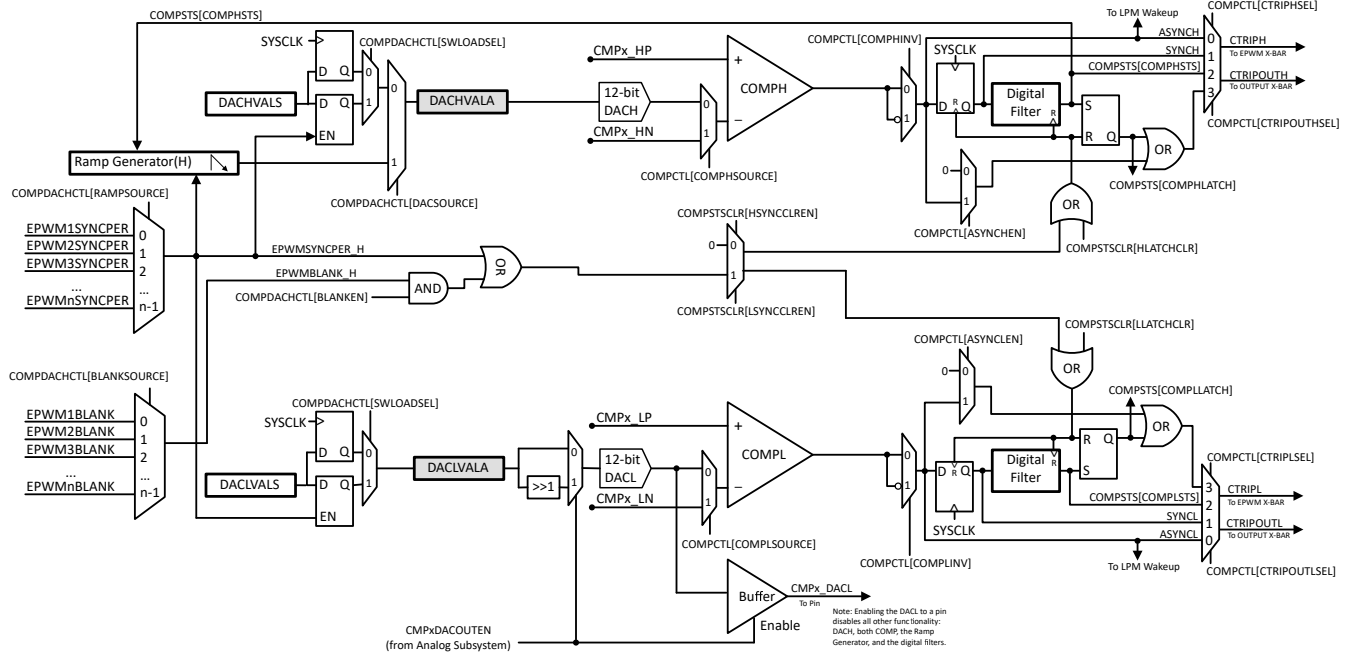 COMPSTS[COMPHSTS]
SYSCLK
COMPDACHCTL[SWLOADSEL]
D Q
0
DACHVALS
D Q
1
EN
0
1
DACHVALA
COMPDACHCTL[DACSOURCE]
Ramp Generator(H)
CMPx_HP
12-bit
DACH
CMPx_HN
0
1
COMPCTL[COMPHSOURCE]
+
COMPH
–
COMPCTL[COMPHINV]
0
1
SYSCLK
D R Q
Digital
Filter
R
S
R Q
OR
COMPSTS[COMPHLATCH]
To LPM Wakeup
ASYNCH
SYNCH
COMPSTS[COMPHSTS]
COMPCTL[CTRIPHSEL]
0
1
2
3
CTRIPH
To EPWM X-BAR
CTRIPOUTH
To OUTPUT X-BAR
COMPCTL[CTRIPOUTHSEL]
0 0
1
COMPCTL[ASYNCHEN]
OR
COMPSTSCLR[HLATCHCLR]
COMPDACHCTL[RAMPSOURCE]
EPWM1SYNCPER
EPWM2SYNCPER
EPWM3SYNCPER
...
EPWMnSYNCPER
0
1
2
...
n-1
EPWMSYNCPER_H
EPWMBLANK_H
COMPDACHCTL[BLANKEN]
AND
OR
COMPSTSCLR[HSYNCCLREN]
0 0
1
COMPSTSCLR[LSYNCCLREN]
COMPSTSCLR[LLATCHCLR]
OR
COMPDACHCTL[BLANKSOURCE]
EPWM1BLANK
EPWM2BLANK
EPWM3BLANK
...
EPWMnBLANK
0
1
2
...
n-1
COMPDACHCTL[SWLOADSEL]
SYSCLK
D Q
0
DACLVALS
D Q
1
EN
DACLVALA
>>1
0
1
CMPx_LP
12-bit
DACL
CMPx_LN
0
1
COMPCTL[COMPLSOURCE]
+
COMPL
–
0
1
COMPCTL[COMPLINV]
COMPCTL[ASYNCLEN]
0 0
1
D R Q
SYSCLK
Digital
Filter
R
R Q
S
COMPSTS[COMPLLATCH]
OR
COMPSTS[COMPLSTS]
SYNCL
ASYNCL
To LPM Wakeup
COMPCTL[CTRIPLSEL]
3
2
1
0
CTRIPL
To EPWM X-BAR
CTRIPOUTL
To OUTPUT X-BAR
COMPCTL[CTRIPOUTLSEL]
Buffer
Enable
CMPx_DACL
To Pin
CMPxDACOUTEN
(from Analog Subsystem)
Note: Enabling the DACL to a pin
disables all other functionality:
DACH, both COMP, the Ramp
Generator, and the digital filters.